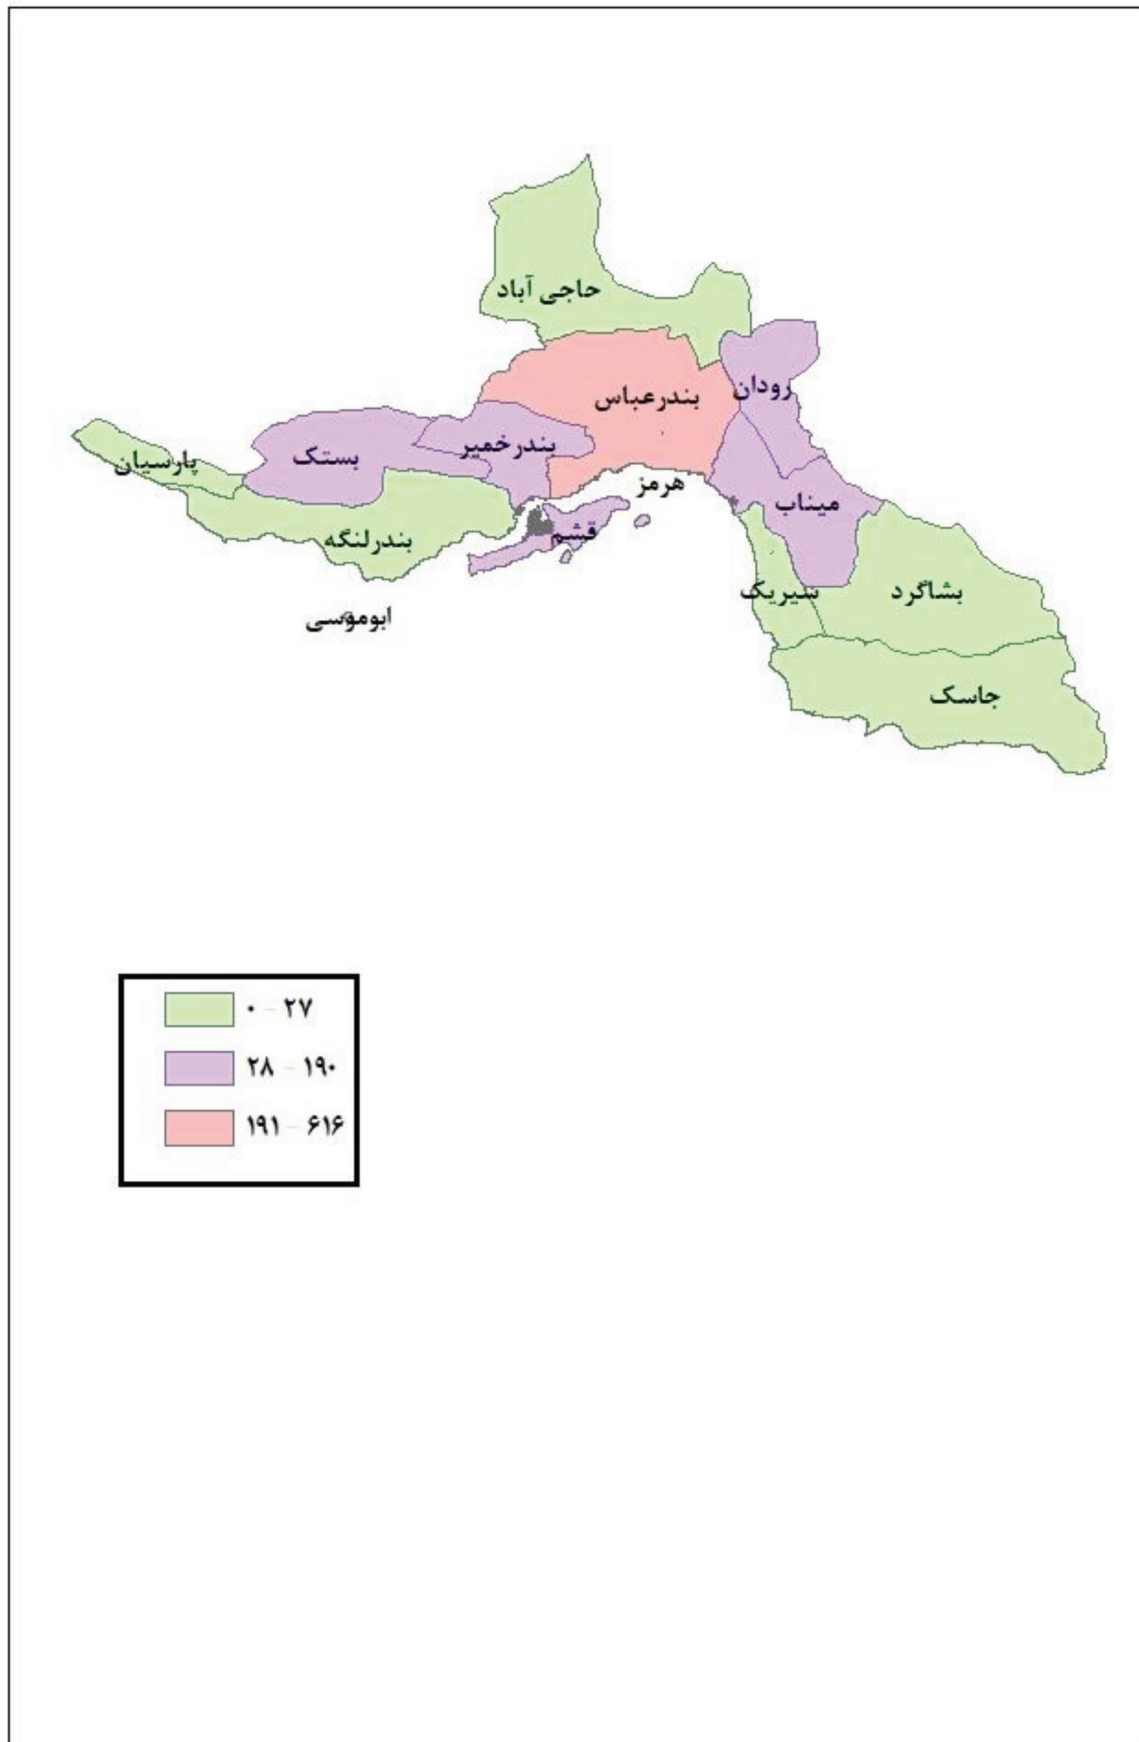 حاجی آباد
رودان
بندرعباس
بندرخمیر
بستک
پارسیان
هرمز
میناب
قشم
بندرلنگه
سیریک
بشاگرد
ابوموسی
جاسک
۰ – ۲۷
۲۸ – ۱۹۰
۱۹۱ – ۶۱۶